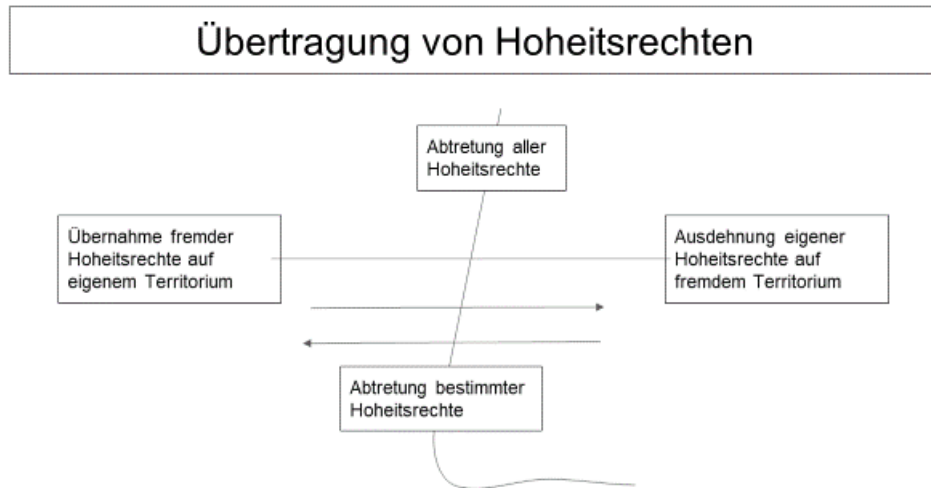 Übertragung von Hoheitsrechten
Abtretung aller
Hoheitsrechte
Übernahme fremder
Hoheitsrechte auf
eigenem Territorium
Ausdehnung eigener
Hoheitsrechte auf
fremdem Territorium
Abtretung bestimmter
Hoheitsrechte